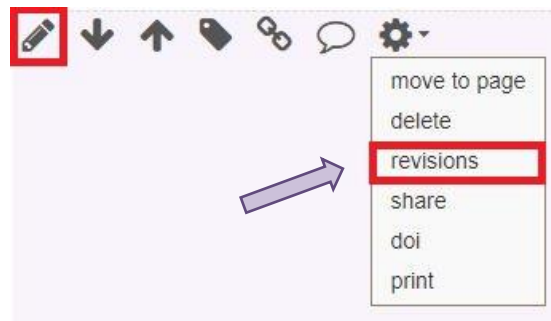 move to page
delete
revisions
share
doi
print